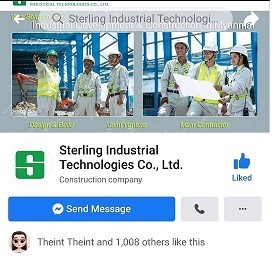 INDUSTRIAL TECHNOLOGIES CO., LTD.
Sterling Industrial Technologi...
Industrial Development & Construction in Myanmar
Design & Build
Joint Venture
Main Contractor
Sterling Industrial
Technologies Co., Ltd.
Construction company
Liked
Send Message
Theint Theint and 1,008 others like this